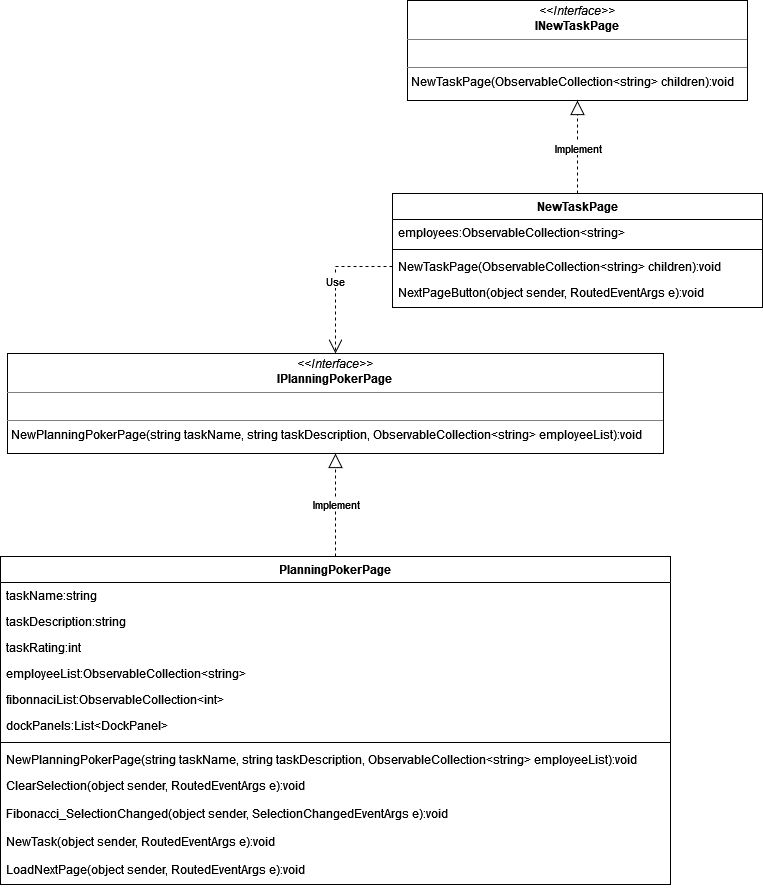 <<Interface>>
INewTaskPage
NewTaskPage(ObservableCollection<string> children):void
Implement
NewTaskPage
employees:ObservableCollection<string>
NewTaskPage(ObservableCollection<string> children):void
NextPageButton(object sender, RoutedEventArgs e):void
Use
<<Interface>>
IPlanningPokerPage
NewPlanningPokerPage(string taskName, string taskDescription, ObservableCollection<string> employeeList):void
Implement
PlanningPokerPage
taskName:string
taskDescription:string
taskRating:int
employeeList:ObservableCollection<string>
fibonnaciList:ObservableCollection<int>
dockPanels:List<DockPanel>
NewPlanningPokerPage(string taskName, string taskDescription, ObservableCollection<string> employeeList):void
ClearSelection(object sender, RoutedEventArgs e):void
Fibonacci_SelectionChanged(object sender, SelectionChangedEventArgs e):void
NewTask(object sender, RoutedEventArgs e):void
LoadNextPage(object sender, RoutedEventArgs e):void